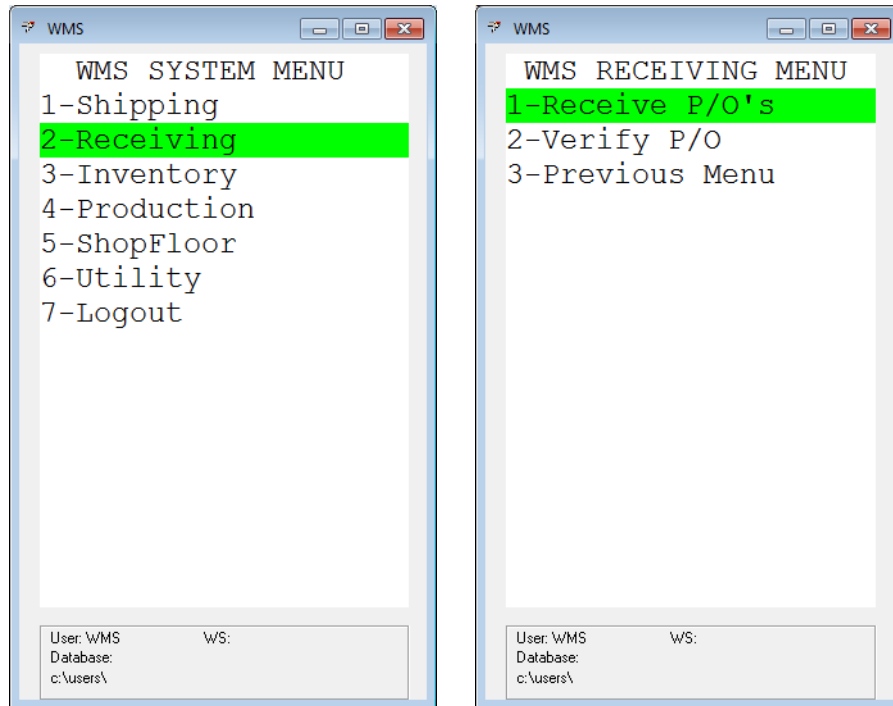 WMS
WMS SYSTEM MENU
1-Shipping
2-Receiving
3-Inventory
4-Production
5-ShopFloor
6-Utility
7-Logout
User: WMS WS:
Database:
c:\users\
WMS
WMS RECEIVING MENU
1-Receive P/O's
2-Verify P/O
3-Previous Menu
User: WMS WS:
Database:
c:\users\